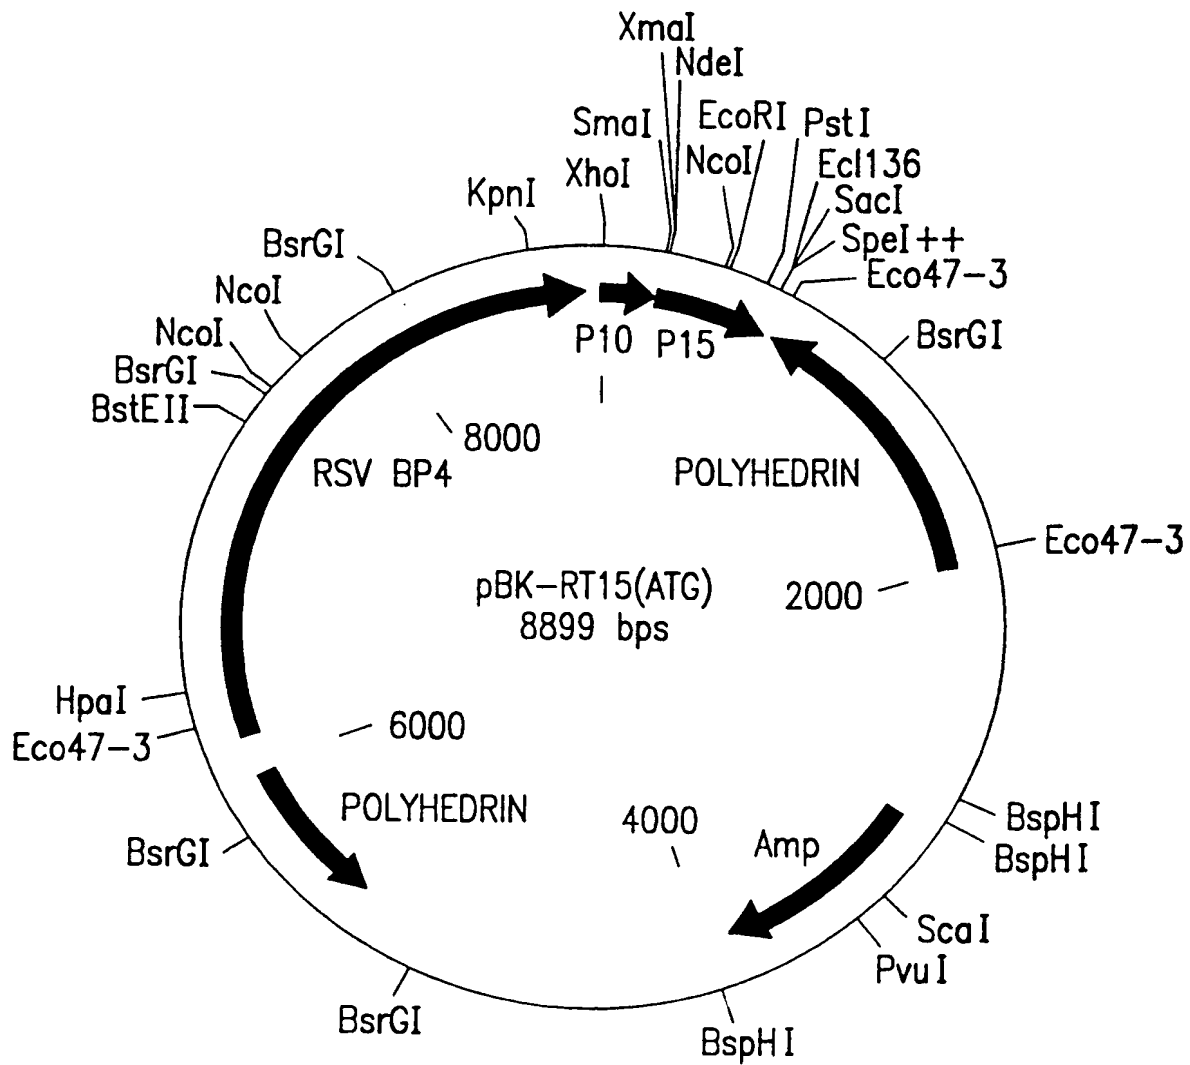 XmaI
NdeI
SmaI
EcoRI
PstI
NcoI
Ecl136
XhoI
KpnI
SacI
SpeI++
Eco47-3
BsrGI
NcoI
NcoI
BsrGI
BsrGI
BstEII
P10
P15
8000
RSV BP4
POLYHEDRIN
Eco47-3
pBK-RT15(ATG)
8899 bps
2000
HpaI
Eco47-3
6000
POLYHEDRIN
4000
Amp
BspHI
BspHI
BsrGI
ScaI
PvuI
BsrGI
BspHI